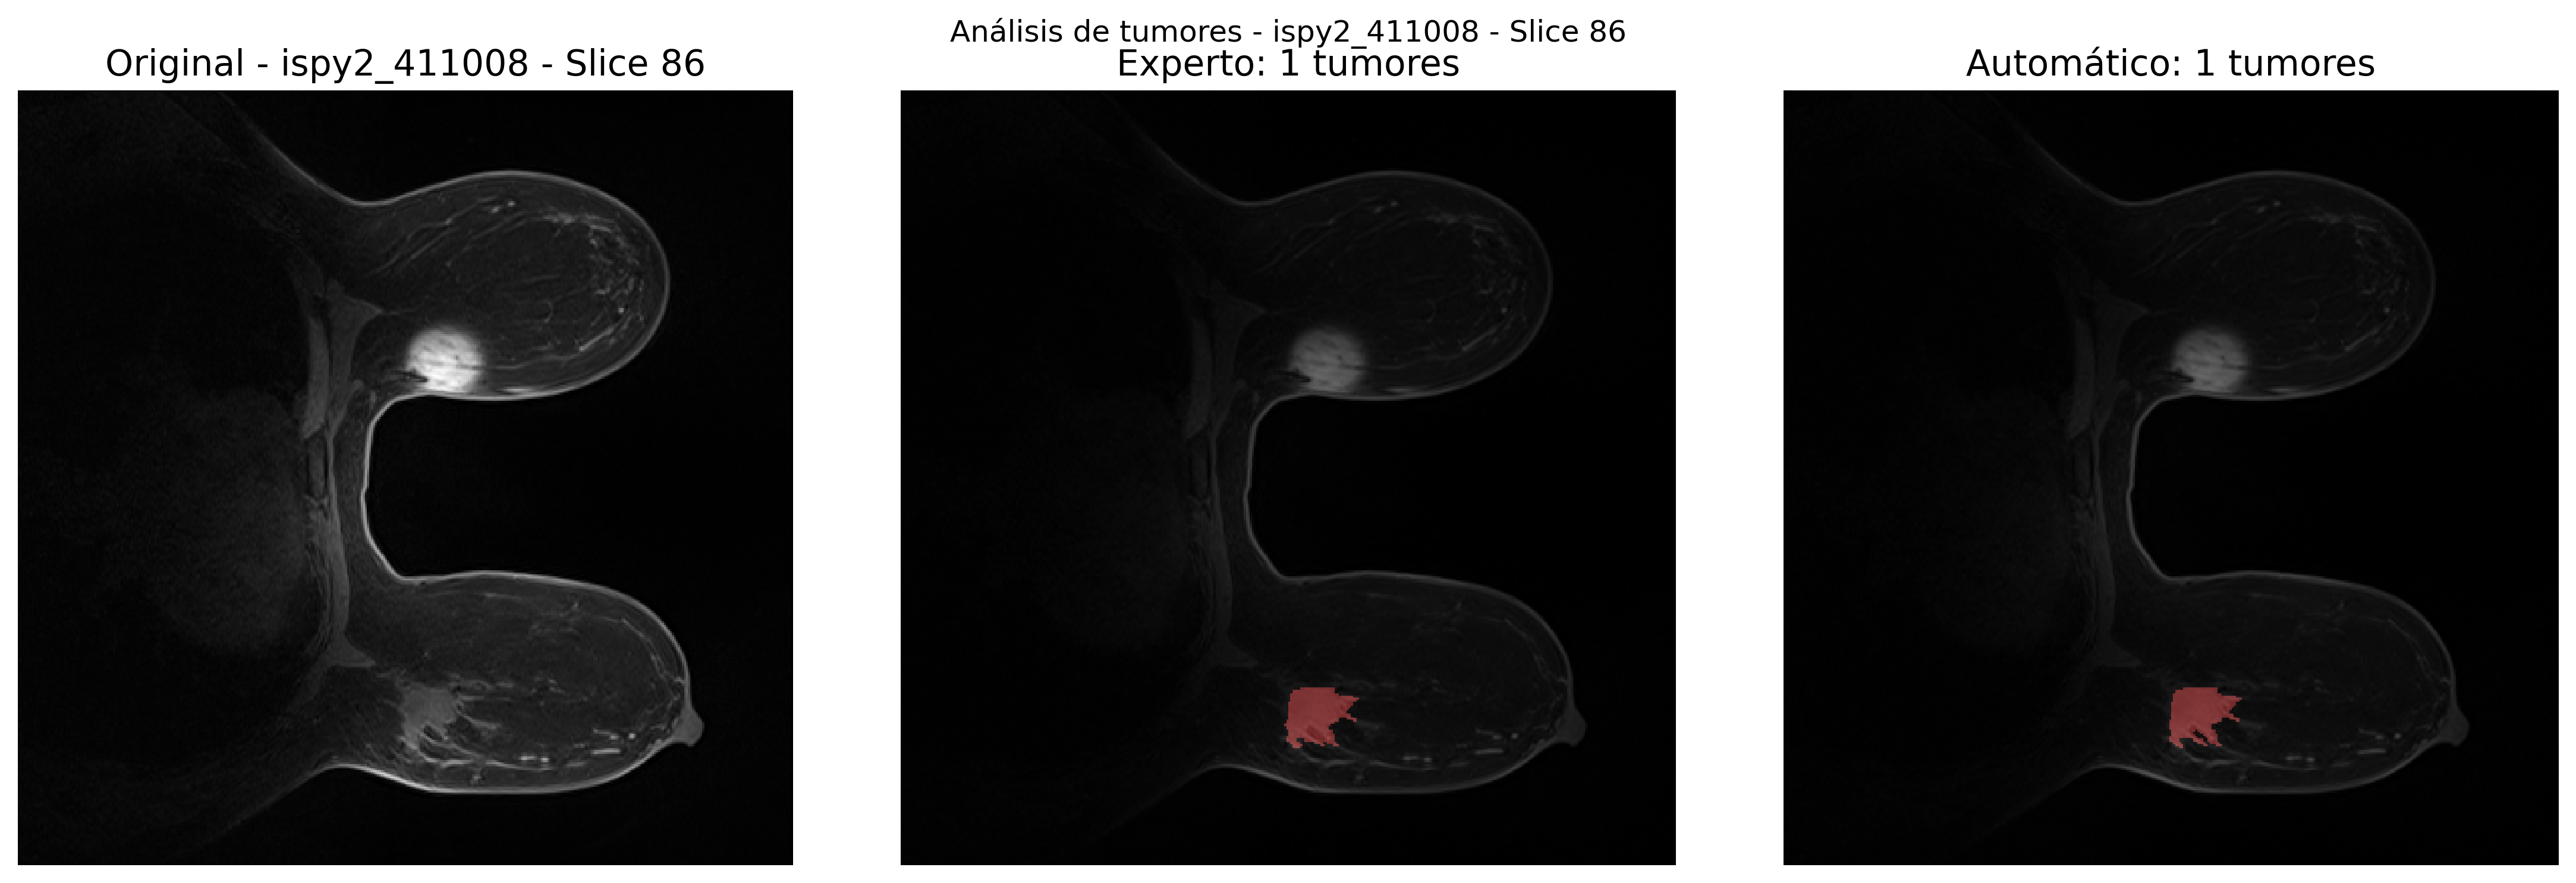 Análisis de tumores - ispy2_411008 - Slice 86
Original - ispy2_411008 - Slice 86
Experto: 1 tumores
Automático: 1 tumores